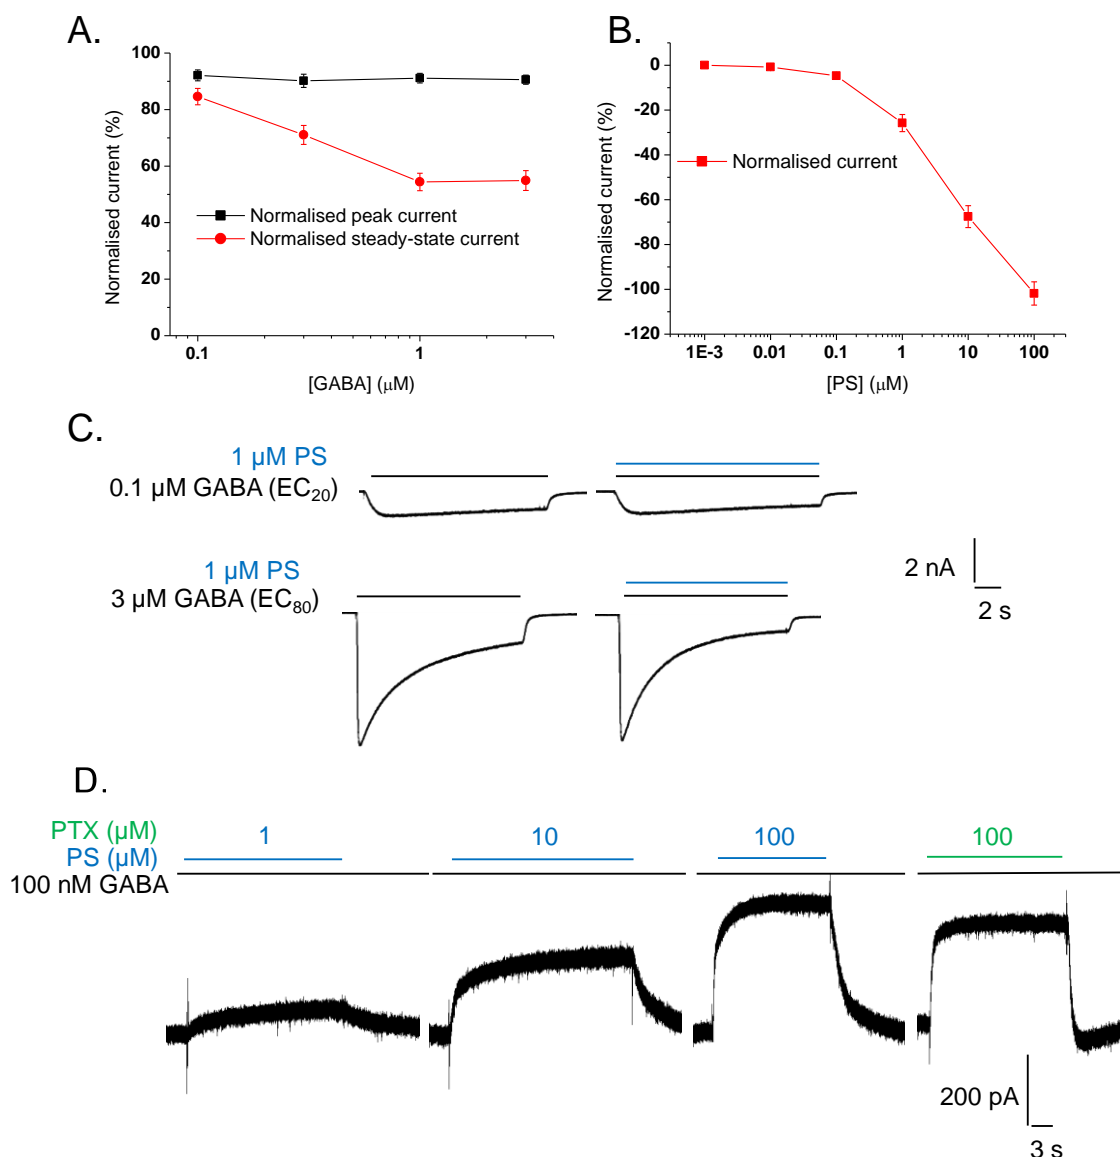 A.
100
80
60
40
20
0
Normalised current (%)
Normalised peak current
Normalised steady-state current
0.1
1
[GABA] (μM)
B.
0
-20
-40
-60
-80
-100
-120
Normalised current (%)
Normalised current
1E-3
0.01
0.1
1
10
100
[PS] (μM)
C.
1 μM PS
0.1 μM GABA (EC20)
1 μM PS
3 μM GABA (EC80)
2 nA
2 s
D.
PTX (μM)
PS (μM)
100 nM GABA
1
10
100
100
200 pA
3 s